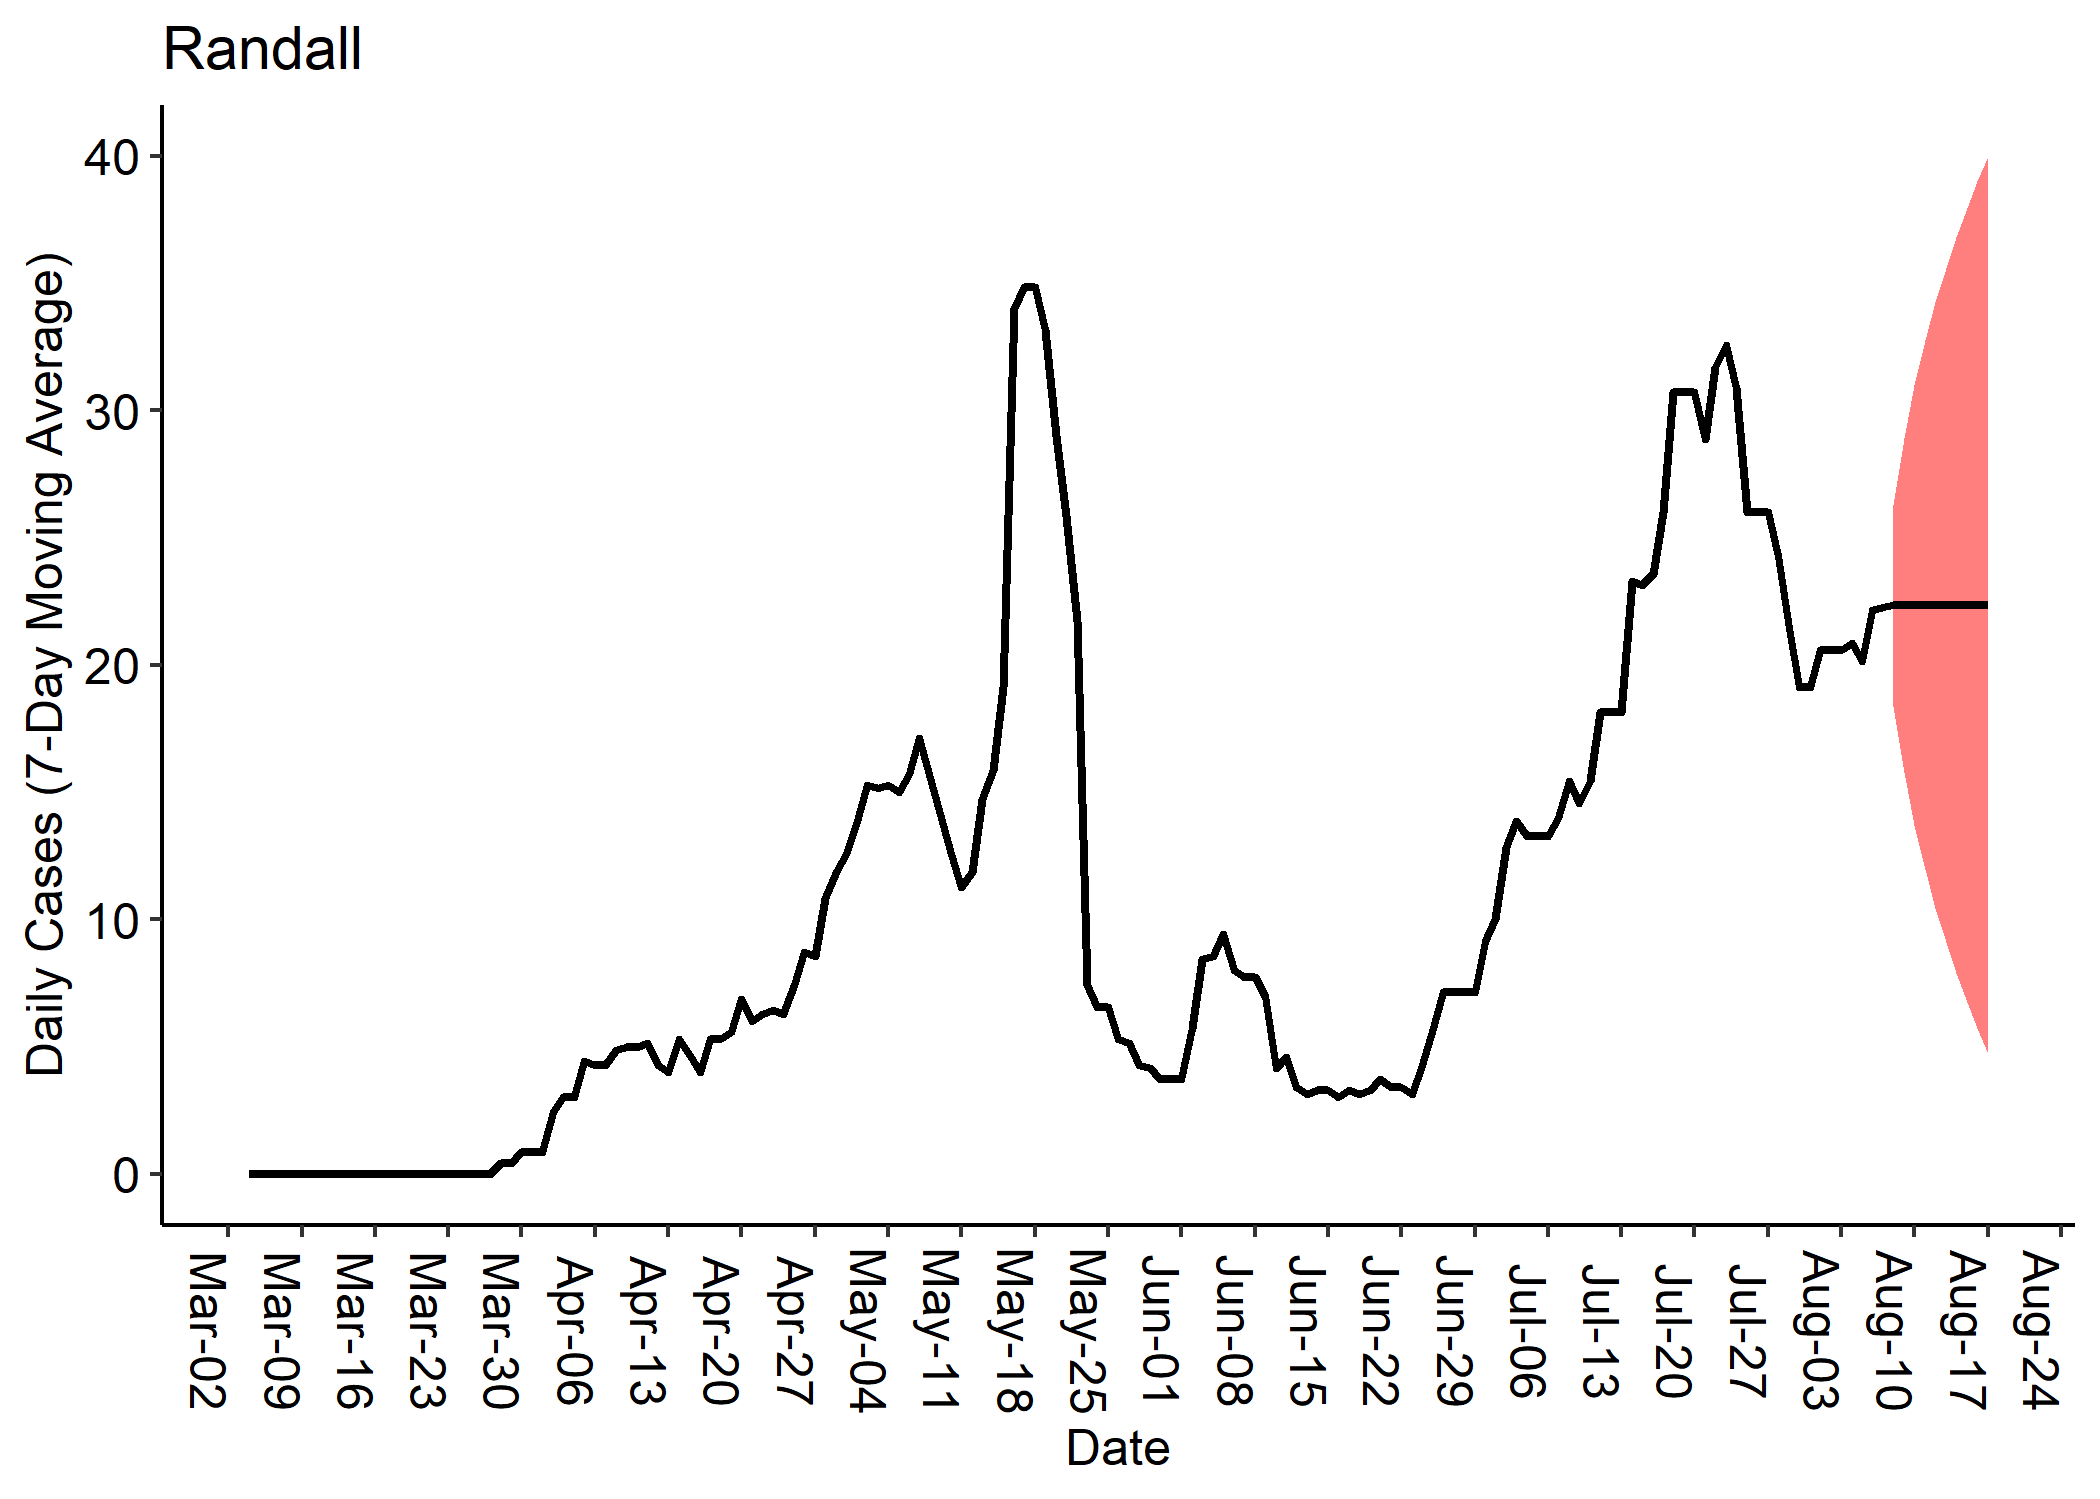 Randall
Daily Cases (7-Day Moving Average)
40
30
20
10
0
Mar-02
Mar-09
Mar-16
Mar-23
Mar-30
Apr-06
Apr-13
Apr-20
Apr-27
May-04
May-11
May-18
May-25
Jun-01
Jun-08
Jun-15
Jun-22
Jun-29
Jul-06
Jul-13
Jul-20
Jul-27
Aug-03
Aug-10
Aug-17
Aug-24
Date